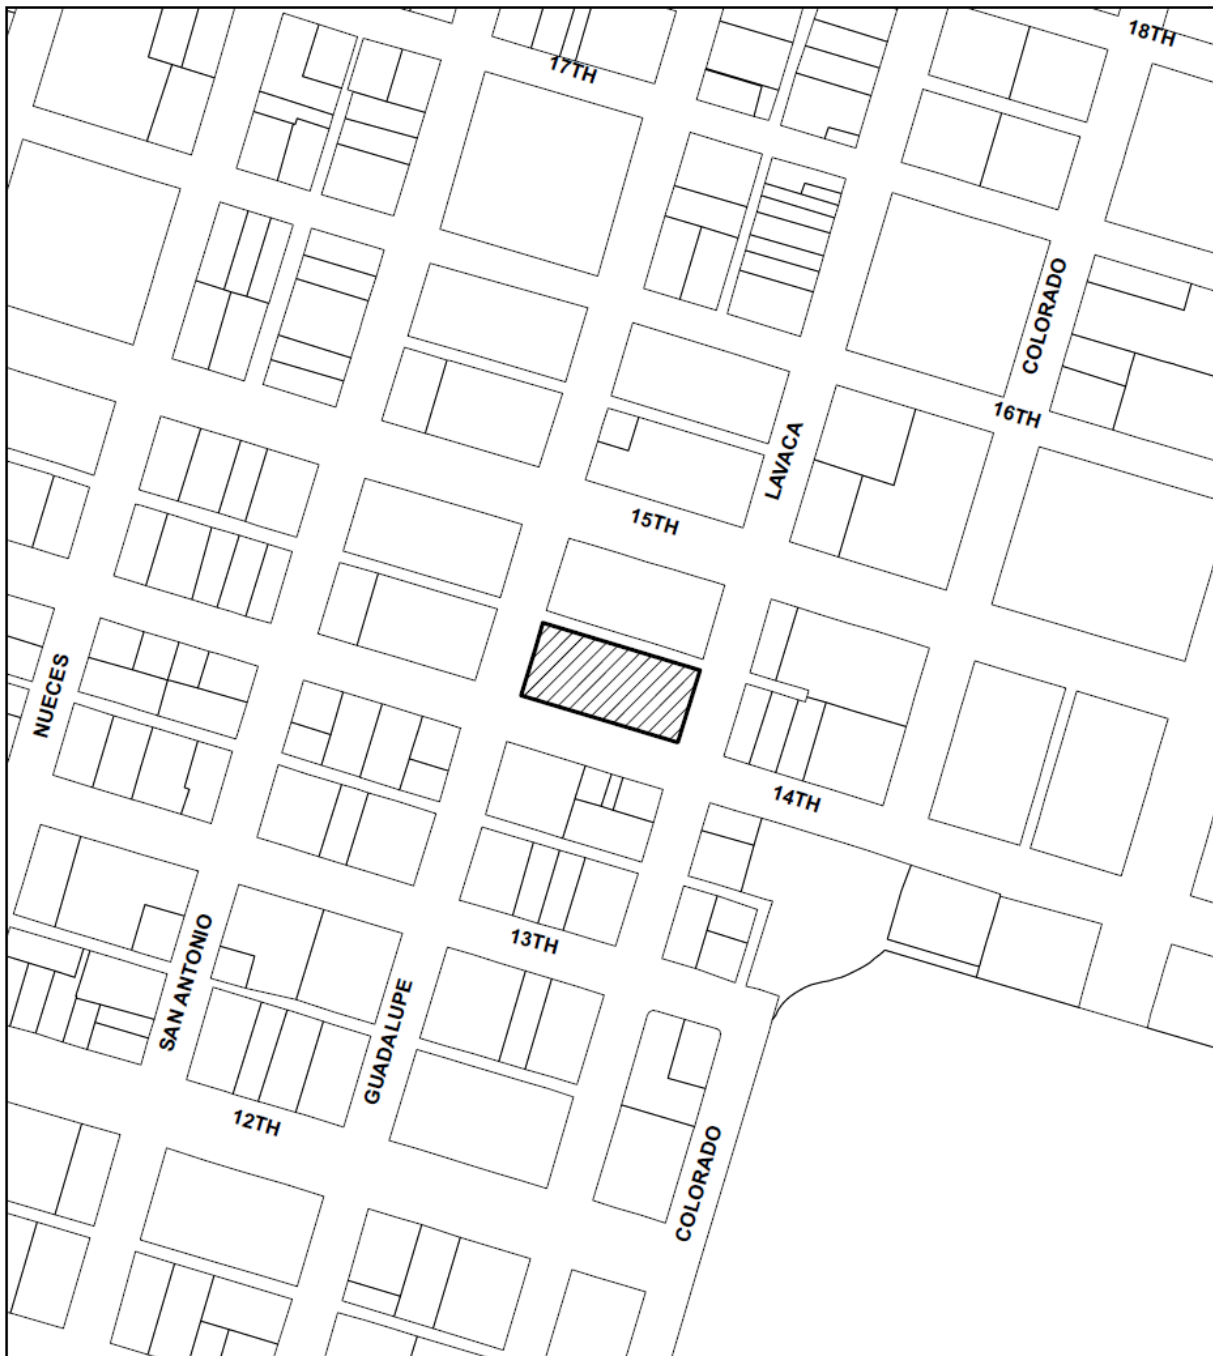 18TH
17TH
COLORADO
16TH
LAVACA
15TH
NUECES
14TH
SAN ANTONIO
13TH
GUADALUPE
12TH
COLORADO